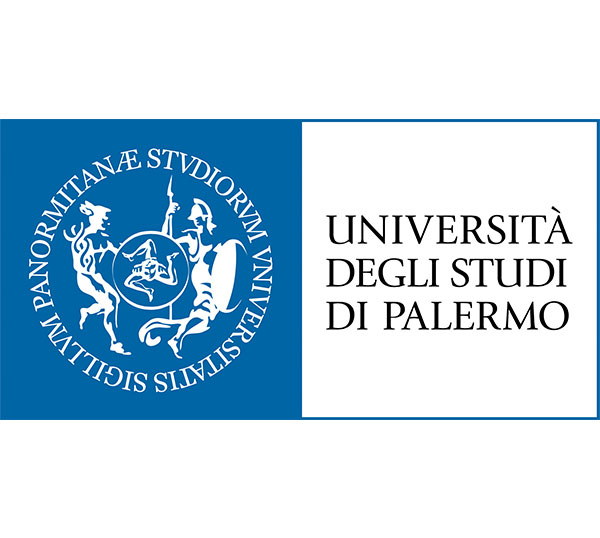 SIGILLVM PANORMITANÆ STVDIORVM VNIVERSITATIS
UNIVERSITÀ
DEGLI STUDI
DI PALERMO